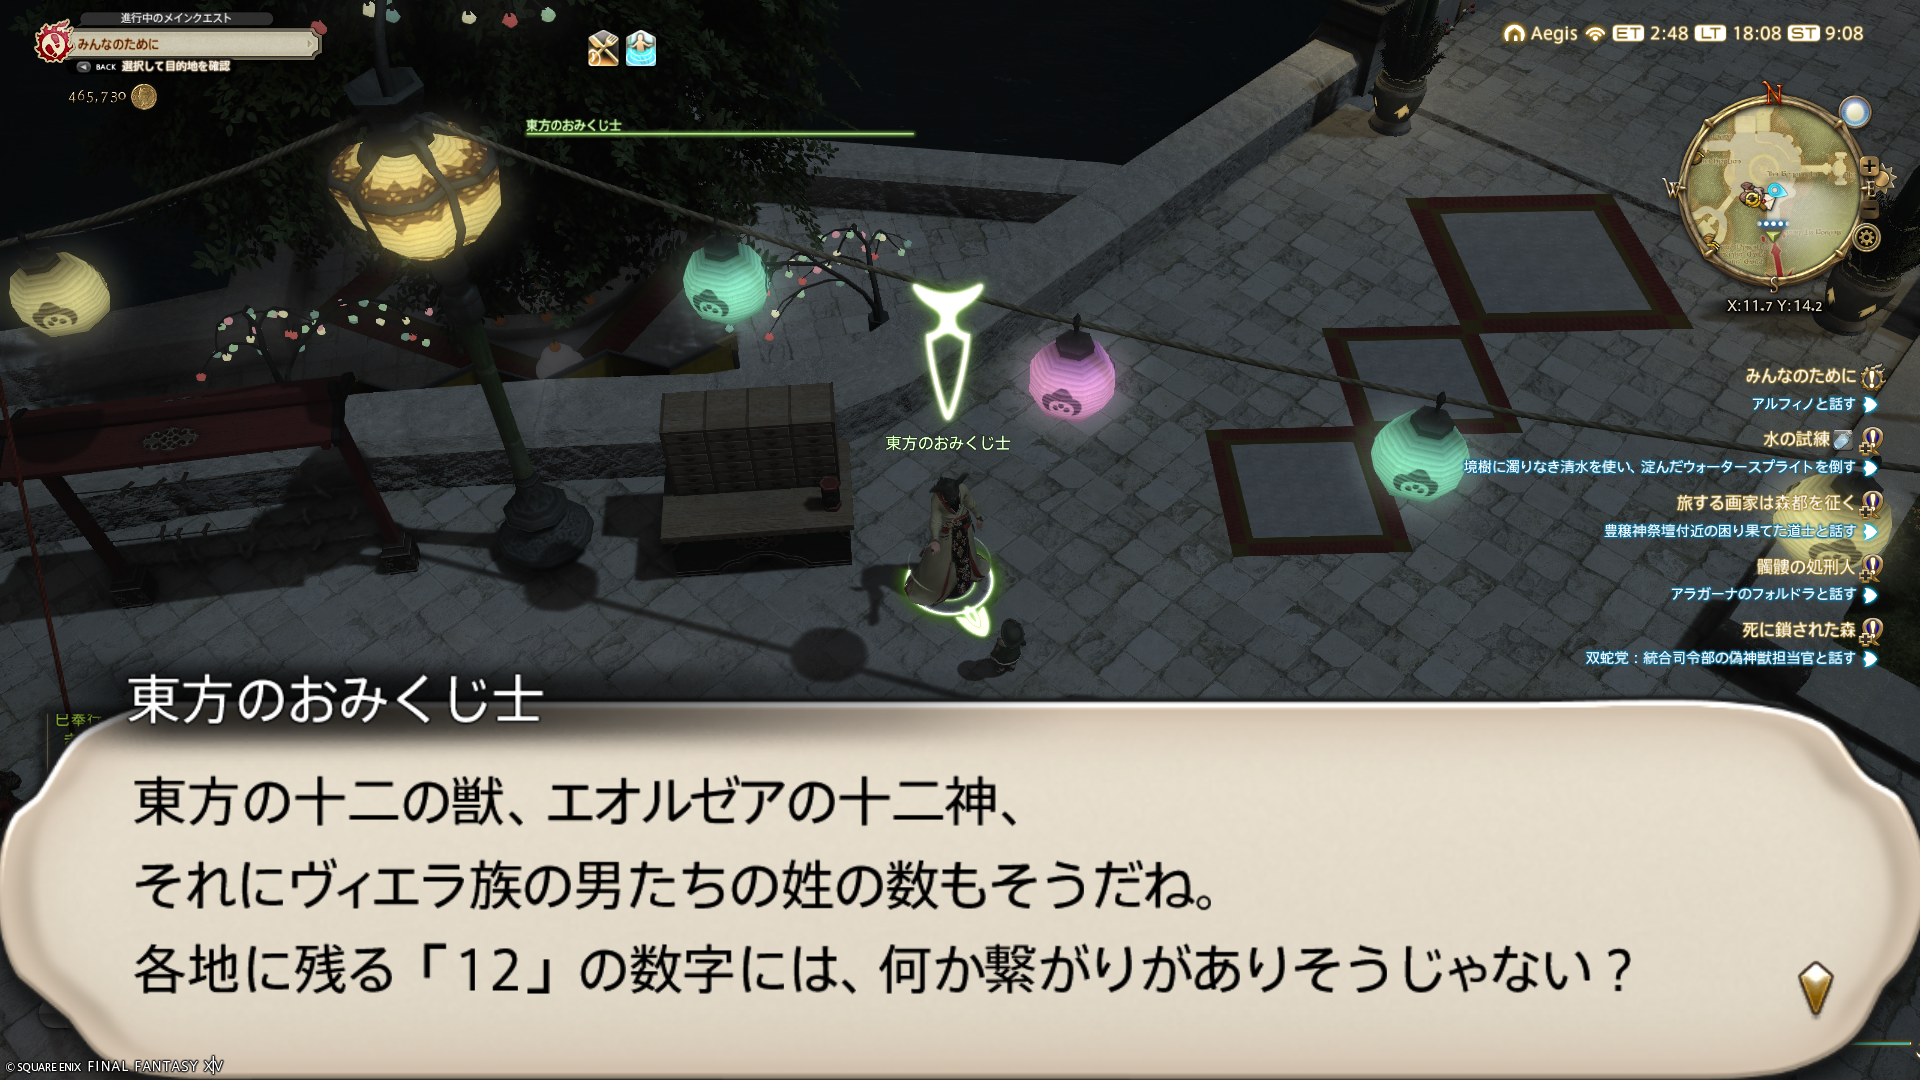 進行中のメインクエスト
みんなのために
BACK 選択して目的地を確認
465,730
東方のおみくじ士
Aegis ET 2:48 LT 18:08 ST 9:08
N
W
E
S
X:11.7 Y:14.2
みんなのために
アルフィノと話す
水の試練
境樹に濁りなき清水を使い、淀んだウォータースプライトを倒す
旅する画家は森都を征く
豊穣神祭壇付近の困り果てた道士と話す
髑髏の処刑人
アラガーナのフォルドラと話す
死に鎖された森
双蛇党：統合司令部の偽神獣担当官と話す
東方のおみくじ士
東方のおみくじ士
東方の十二の獣、エオルゼアの十二神、
それにヴィエラ族の男たちの姓の数もそうだね。
各地に残る「12」の数字には、何か繋がりがありそうじゃない？
© SQUARE ENIX FINAL FANTASY XIV